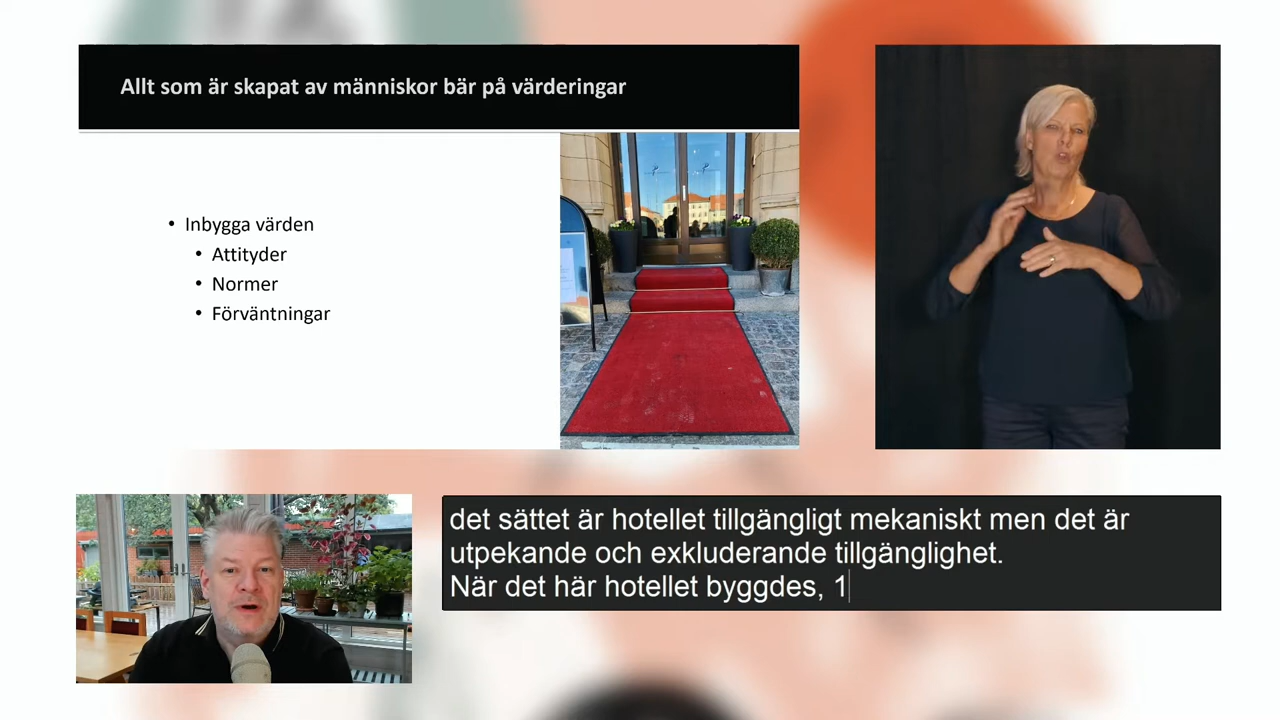 Allt som är skapat av människor bär på värderingar
• Inbygga värden
• Attityder
• Normer
• Förväntningar
det sättet är hotellet tillgängligt mekaniskt men det är
utpekande och exkluderande tillgänglighet.
När det här hotellet byggdes, 1